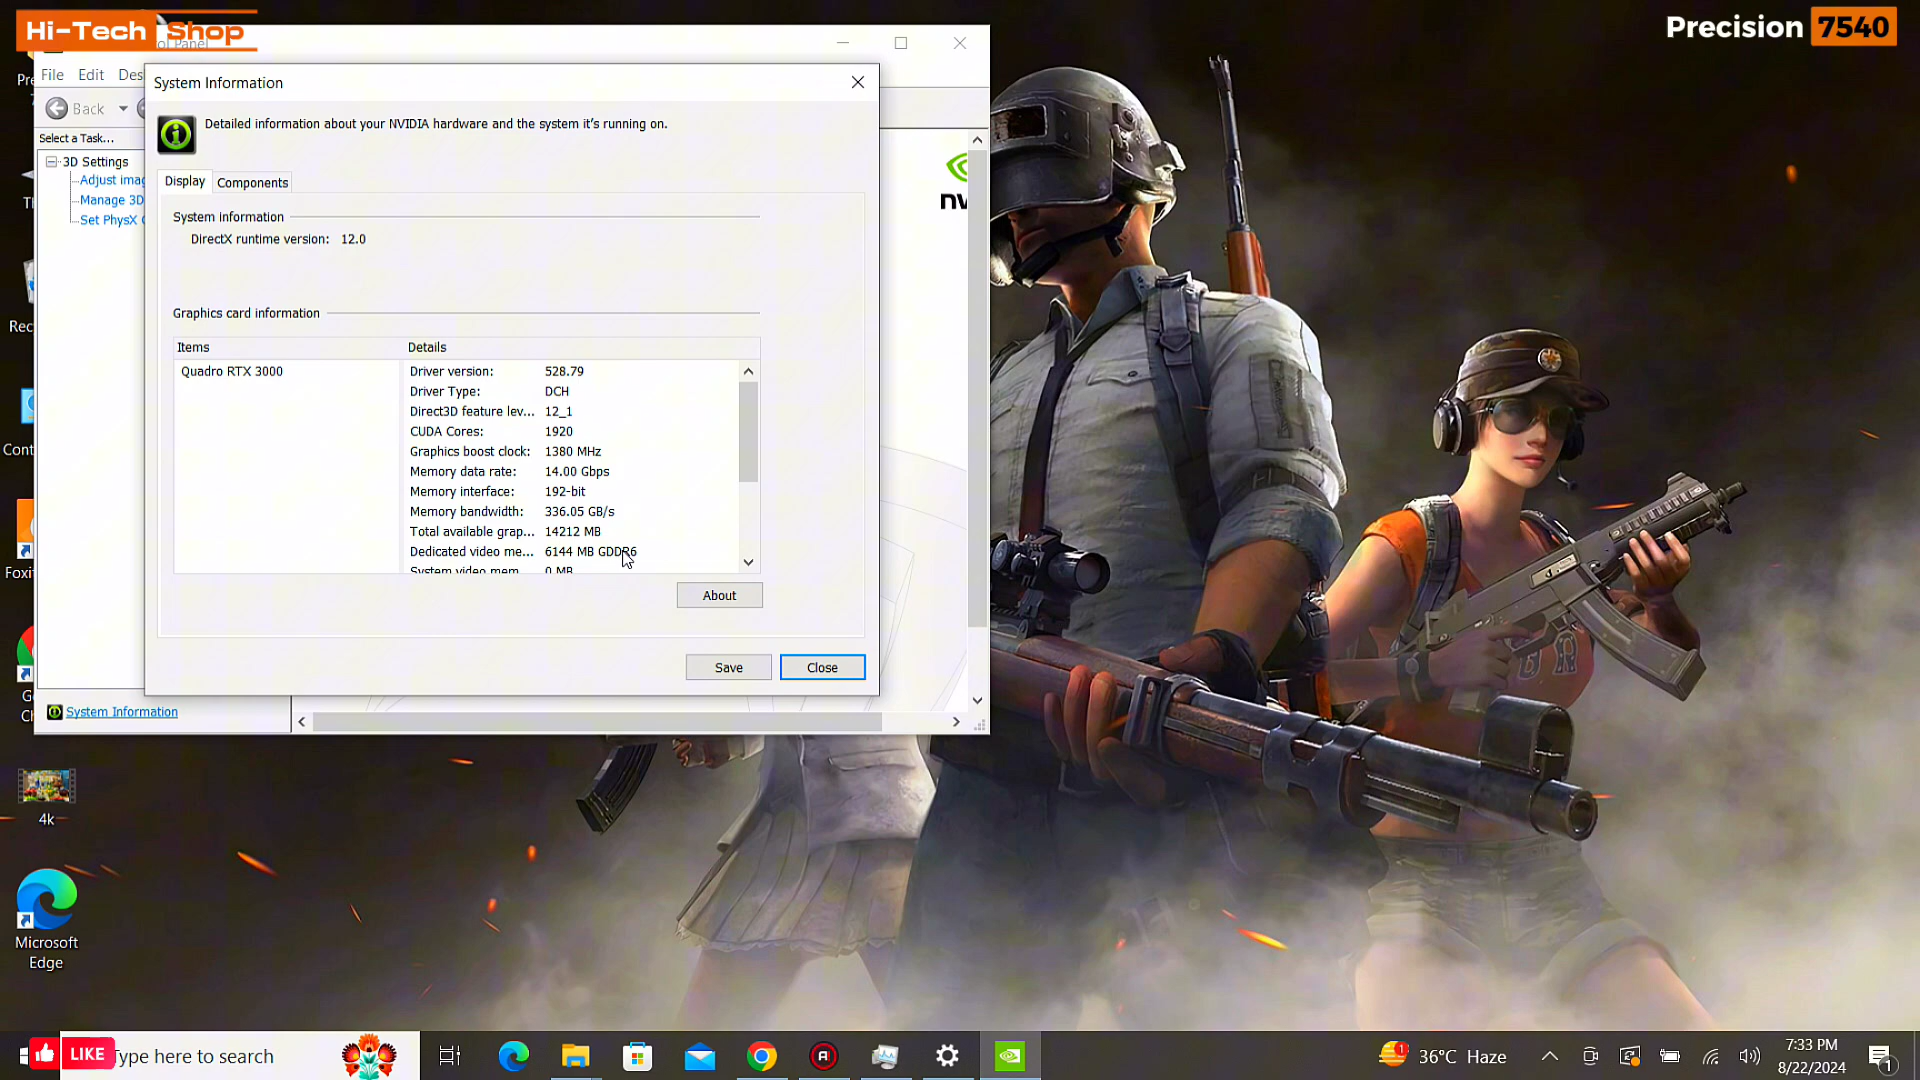 Hi-Tech Shop
Precision 7540
File Edit Des
Back
Select a Task...
3D Settings
Adjust imag
Manage 3D
Set PhysX C
System Information
System Information
Detailed information about your NVIDIA hardware and the system it's running on.
Display Components
System information
DirectX runtime version: 12.0
Graphics card information
Items Details
Quadro RTX 3000
Driver version: 528.79
Driver Type: DCH
Direct3D feature lev... 12_1
CUDA Cores: 1920
Graphics boost clock: 1380 MHz
Memory data rate: 14.00 Gbps
Memory interface: 192-bit
Memory bandwidth: 336.05 GB/s
Total available grap... 14212 MB
Dedicated video me... 6144 MB GDDR6
System video mem 0 MB
About
Save Close
Rec
Cont
Foxit
4k
Microsoft
Edge
LIKE
Type here to search
36°C Haze
7:33 PM
8/22/2024